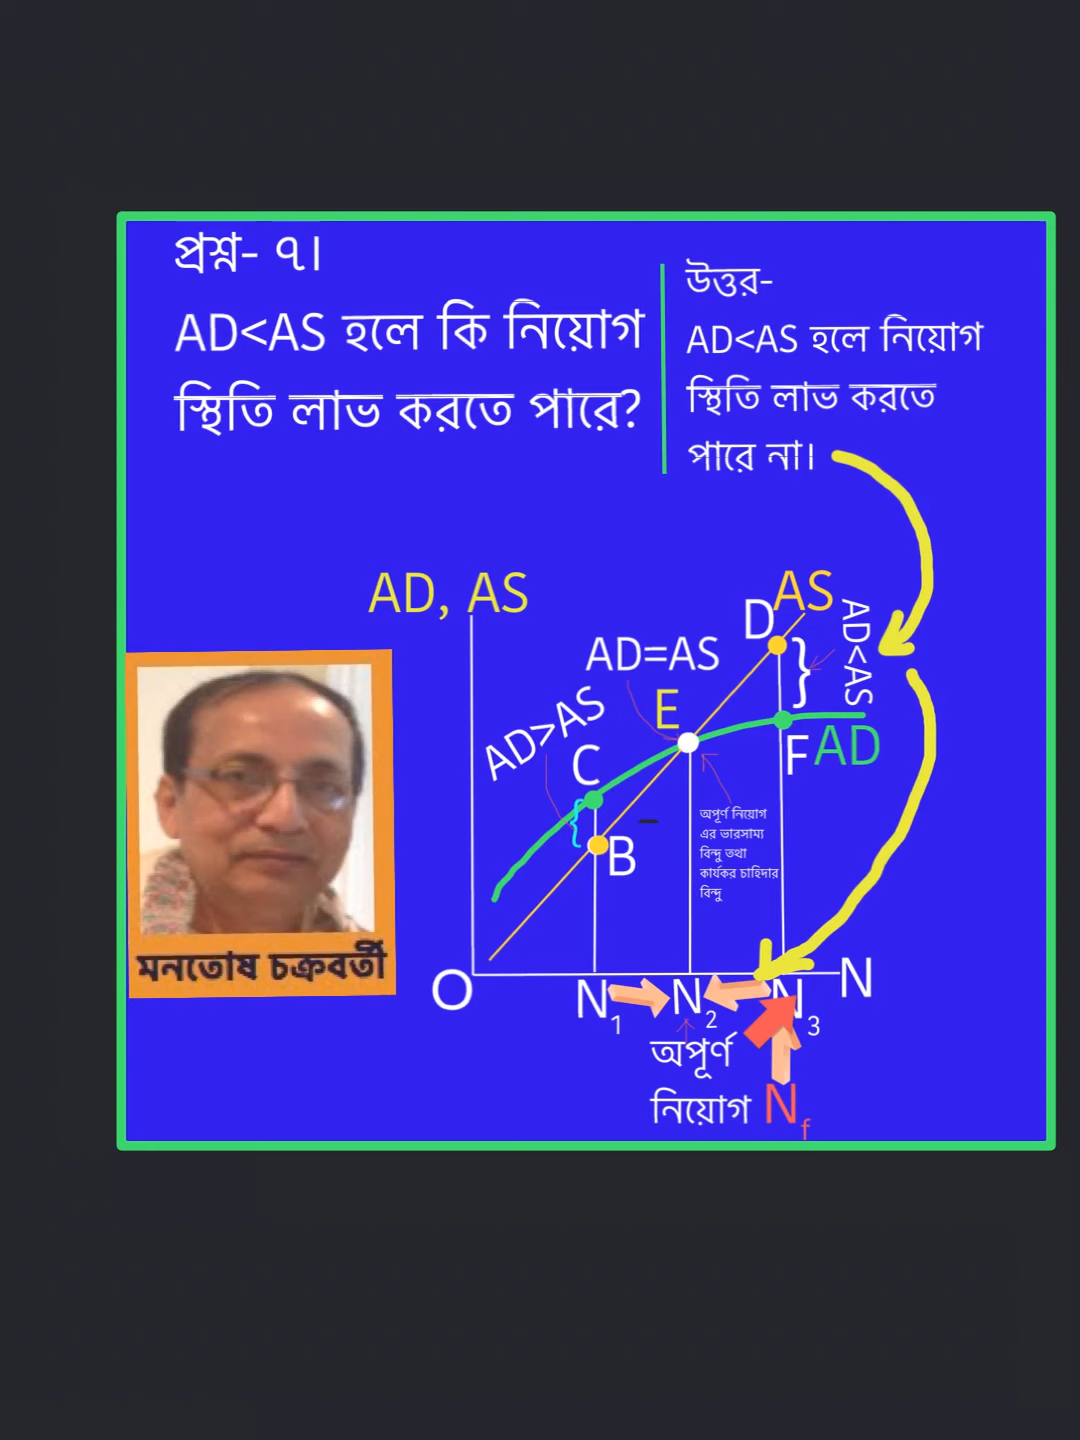 প্রশ্ন- ৭।
AD<AS হলে কি নিয়োগ
স্থিতি লাভ করতে পারে?
উত্তর-
AD<AS হলে নিয়োগ
স্থিতি লাভ করতে
পারে না।
AD, AS
AS
D
AD<AS
AD=AS
E
AD>AS
C
F
AD
B
অপূর্ণ নিয়োগ
এর ভারসাম্য
বিন্দু তথা
কার্যকর চাহিদার
বিন্দু
মনতোষ চক্রবর্তী
O
N1
N2
N3
N
অপূর্ণ
নিয়োগ
Nf